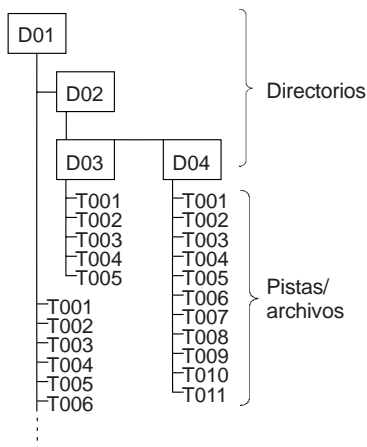 D01
D02
Directorios
D03
D04
T001
T002
T003
T004
T005
T001
T002
T003
T004
T005
T006
T007
T008
T009
T010
T011
Pistas/
archivos
T001
T002
T003
T004
T005
T006